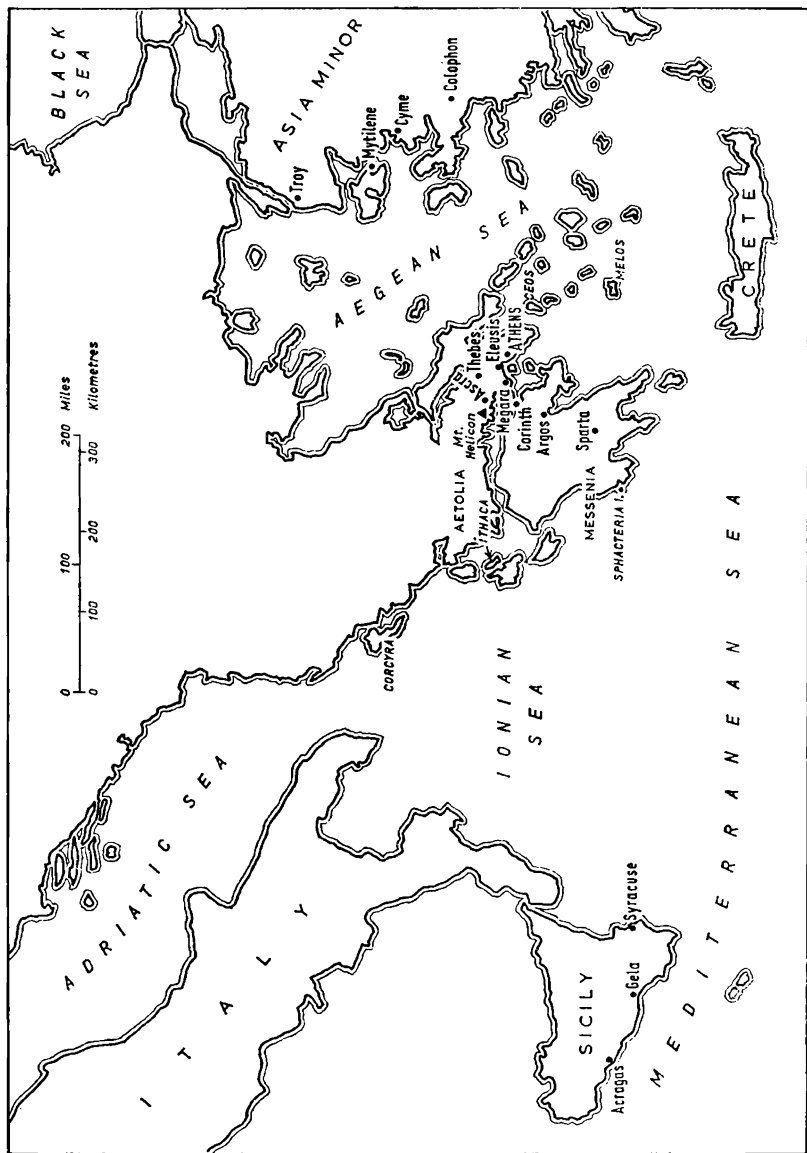 BLACK
SEA
ASIA MINOR
Troy
Mytilene
Cyme
Colophon
AEGEAN SEA
0 100 200 Miles
0 100 200 300 Kilometres
ADRIATIC SEA
ITALY
CORCYRA
AETOLIA
ITHACA
Mt.
Helicon
Ascra
Thebes
Eleusis
ATHENS
Megara
Corinth
Argos
Sparta
MESSENIA
SPHACTERIA I.
CEOS
MELOS
CRETE
IONIAN
SEA
SICILY
Syracuse
Gela
Acragas
MEDITERRANEAN SEA